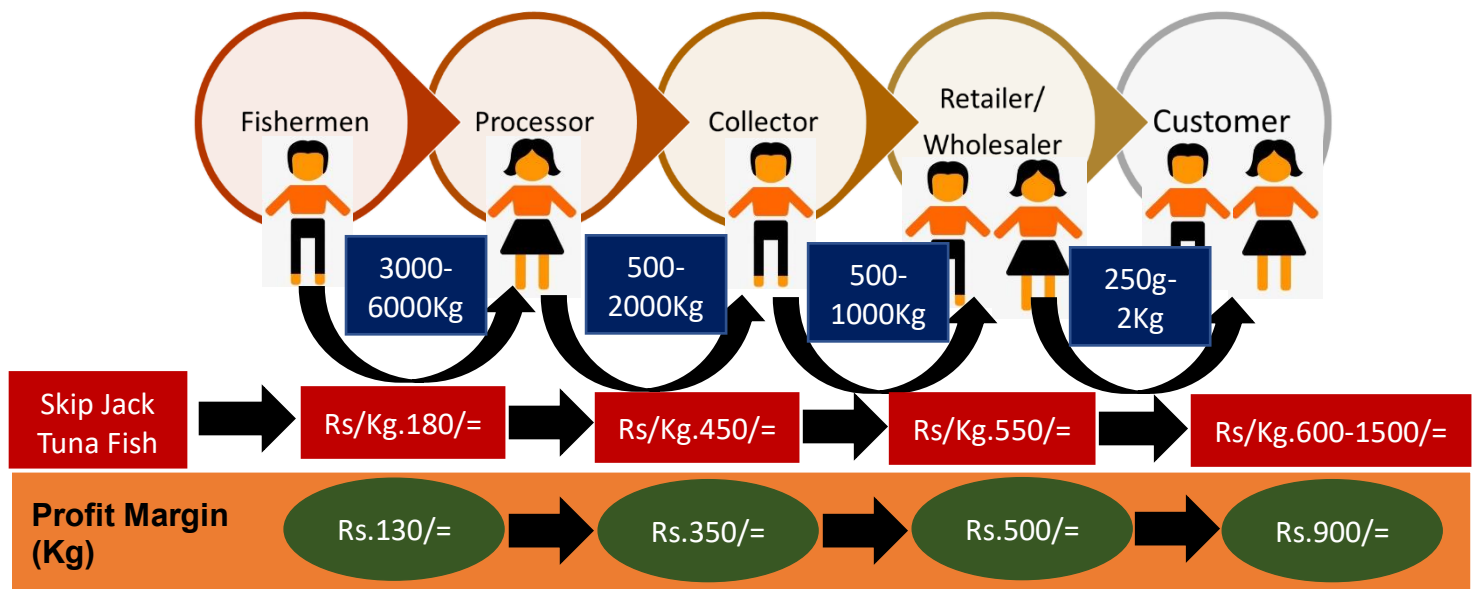 Fishermen
Processor
Collector
Retailer/
Wholesaler
Customer
3000-
6000Kg
500-
2000Kg
500-
1000Kg
250g-
2Kg
Skip Jack
Tuna Fish
Rs/Kg.180/=
Rs/Kg.450/=
Rs/Kg.550/=
Rs/Kg.600-1500/=
Profit Margin
(Kg)
Rs.130/=
Rs.350/=
Rs.500/=
Rs.900/=